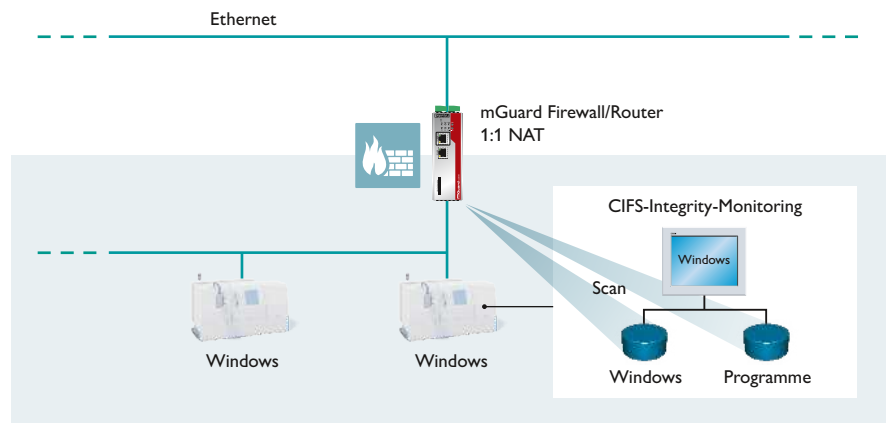 Ethernet
mGuard Firewall/Router
1:1 NAT
CIFS-Integrity-Monitoring
Windows
Scan
Windows
Windows
Windows
Programme